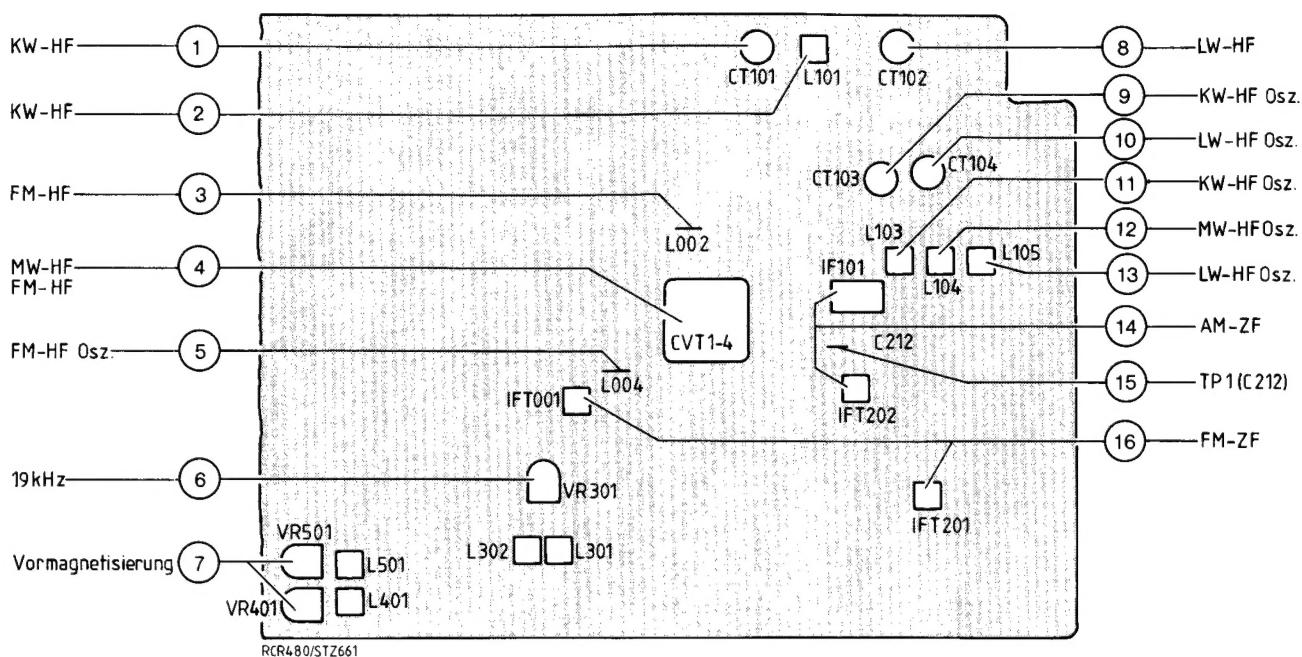 KW-HF 1
CT101
L101
CT102
8 LW-HF
KW-HF 2
9 KW-HF Osz.
10 LW-HF Osz.
CT103
CT104
11 KW-HF Osz.
FM-HF 3
L002
L103
12 MW-HF Osz.
MW-HF
FM-HF
4
IF101
L104
L105
13 LW-HF Osz.
CVT1-4
C212
14 AM-ZF
FM-HF Osz. 5
L004
IFT001
IFT202
15 TP1(C212)
16 FM-ZF
19kHz 6
VR301
IFT201
VR501
Vormagnetisierung 7
L501
L302
L301
VR401
L401
RCR480/STZ661